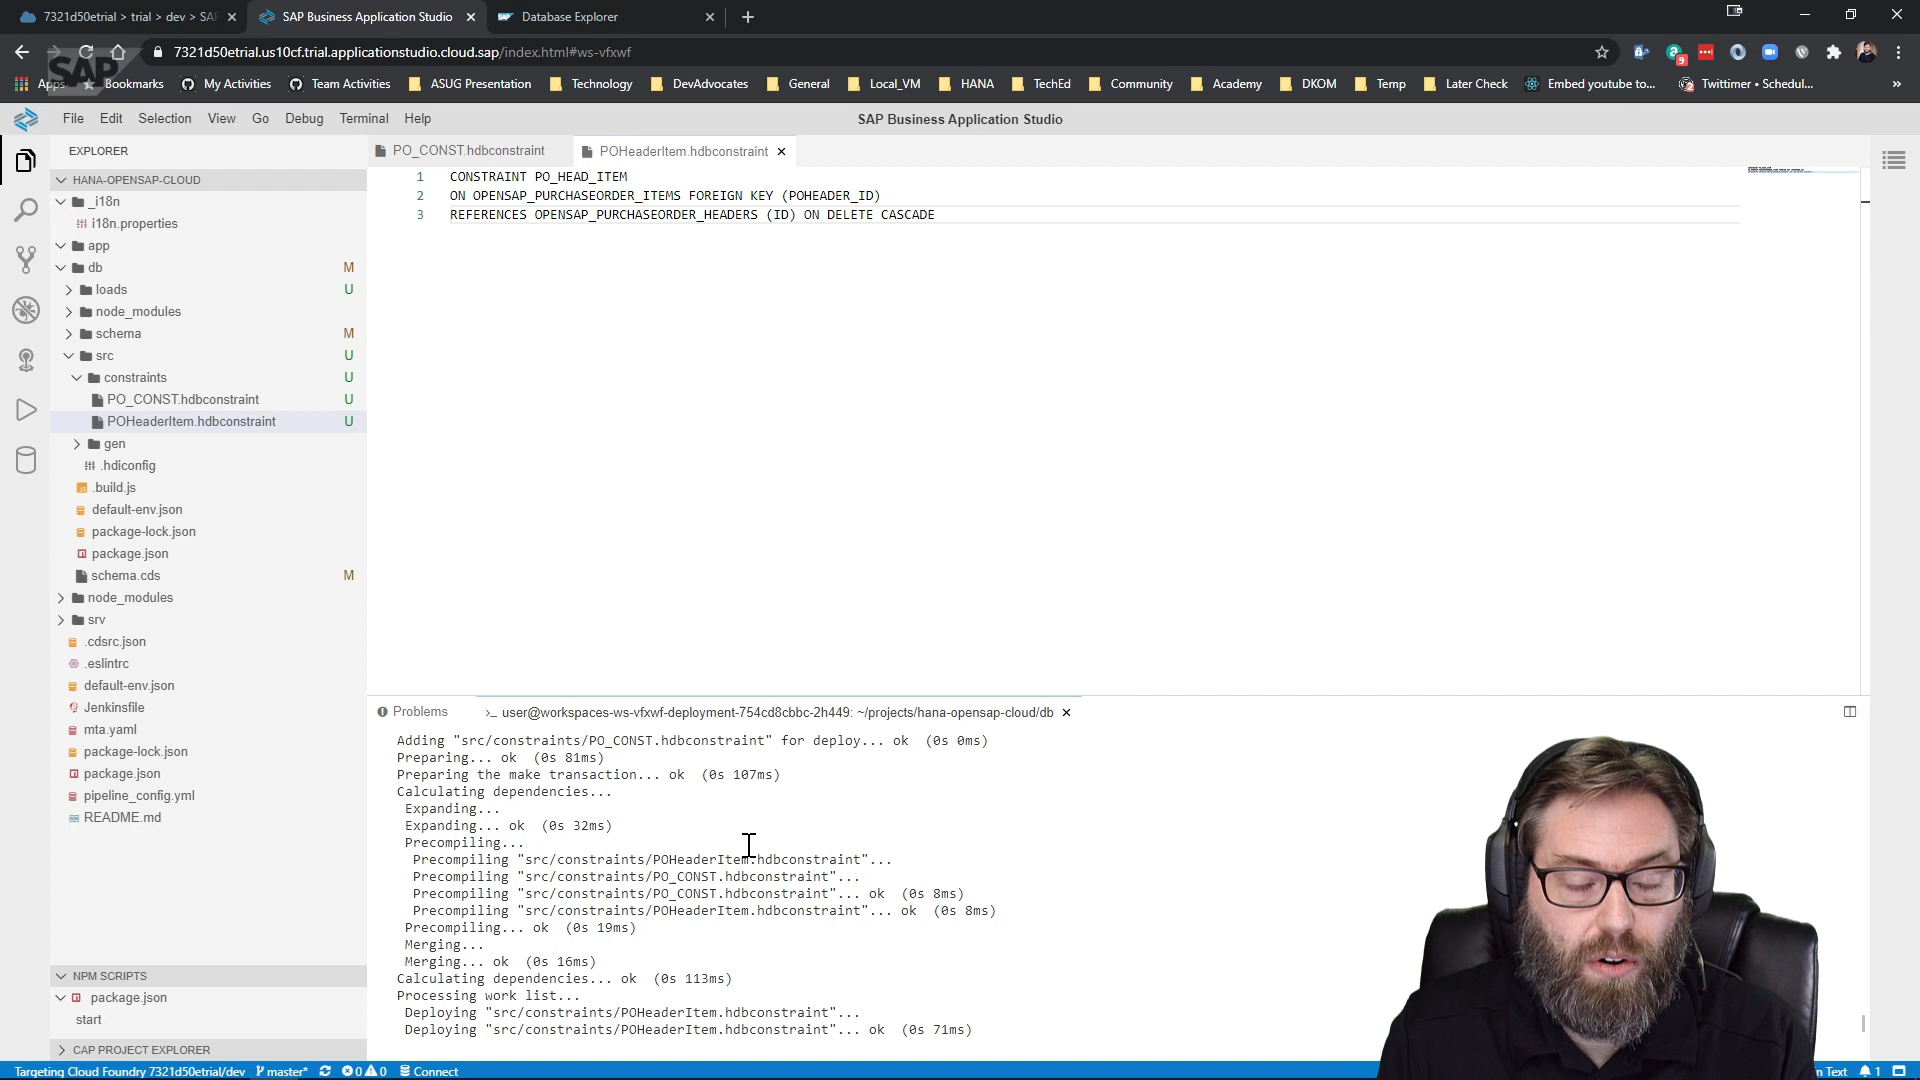 7321d50etrial > trial > dev > SAP
SAP Business Application Studio
Database Explorer
7321d50etrial.us10cf.trial.applicationstudio.cloud.sap/index.html#ws-vfxwf
SAP
9
Apps
Bookmarks
My Activities
Team Activities
ASUG Presentation
Technology
DevAdvocates
General
Local_VM
HANA
TechEd
Community
Academy
DKOM
Temp
Later Check
Embed youtube to...
Twittimer • Schedul...
»
File Edit Selection View Go Debug Terminal Help
SAP Business Application Studio
EXPLORER
HANA-OPENSAP-CLOUD
_i18n
i18n.properties
app
db M
loads U
node_modules
schema M
src U
constraints U
PO_CONST.hdbconstraint U
POHeaderItem.hdbconstraint U
gen
.hdiconfig
.build.js
default-env.json
package-lock.json
package.json
schema.cds M
node_modules
srv
.cdsrc.json
.eslintrc
default-env.json
Jenkinsfile
mta.yaml
package-lock.json
package.json
pipeline_config.yml
README.md
NPM SCRIPTS
package.json
start
CAP PROJECT EXPLORER
PO_CONST.hdbconstraint
POHeaderItem.hdbconstraint
1 CONSTRAINT PO_HEAD_ITEM
2 ON OPENSAP_PURCHASEORDER_ITEMS FOREIGN KEY (POHEADER_ID)
3 REFERENCES OPENSAP_PURCHASEORDER_HEADERS (ID) ON DELETE CASCADE
Problems
>_ user@workspaces-ws-vfxwf-deployment-754cd8cbbc-2h449: ~/projects/hana-opensap-cloud/db
Adding "src/constraints/PO_CONST.hdbconstraint" for deploy... ok (0s 0ms)
Preparing... ok (0s 81ms)
Preparing the make transaction... ok (0s 107ms)
Calculating dependencies...
Expanding...
Expanding... ok (0s 32ms)
Precompiling...
Precompiling "src/constraints/POHeaderItem.hdbconstraint"...
Precompiling "src/constraints/PO_CONST.hdbconstraint"...
Precompiling "src/constraints/PO_CONST.hdbconstraint"... ok (0s 8ms)
Precompiling "src/constraints/POHeaderItem.hdbconstraint"... ok (0s 8ms)
Precompiling... ok (0s 19ms)
Merging...
Merging... ok (0s 16ms)
Calculating dependencies... ok (0s 113ms)
Processing work list...
Deploying "src/constraints/POHeaderItem.hdbconstraint"...
Deploying "src/constraints/POHeaderItem.hdbconstraint"... ok (0s 71ms)
Targeting Cloud Foundry 7321d50etrial/dev
master*
0 0
Connect
n Text
1